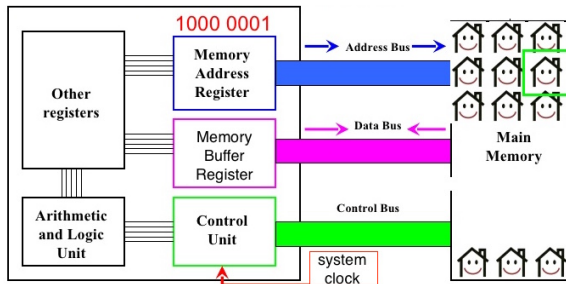 1000 0001
Memory
Address
Register
Address Bus
Other
registers
Memory
Buffer
Register
Data Bus
Main
Memory
Arithmetic
and Logic
Unit
Control
Unit
Control Bus
system
clock